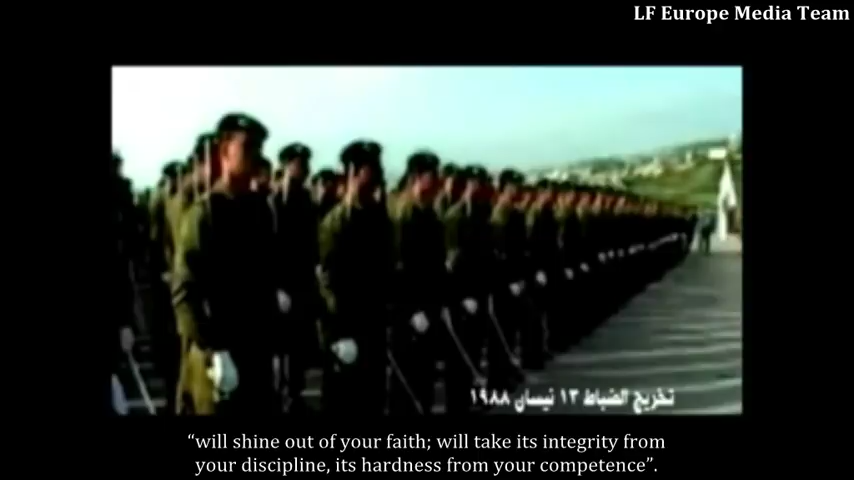 LF Europe Media Team
تخريج الضباط ١٣ نيسان ١٩٨٨
“will shine out of your faith; will take its integrity from
your discipline, its hardness from your competence”.